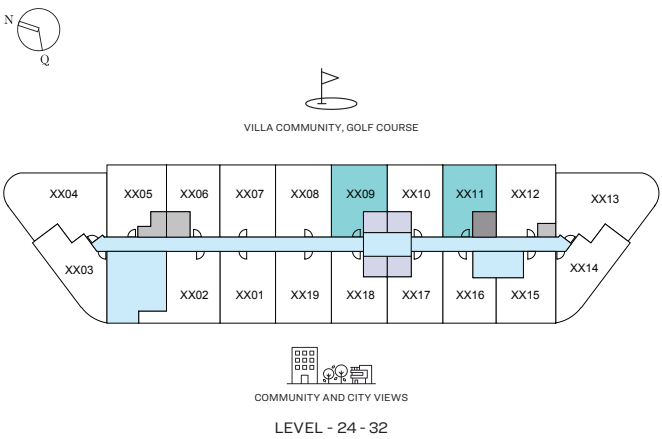 N
Q
VILLA COMMUNITY, GOLF COURSE
XX04 XX05 XX06 XX07 XX08 XX09 XX10 XX11 XX12 XX13
XX03 XX02 XX01 XX19 XX18 XX17 XX16 XX15 XX14
COMMUNITY AND CITY VIEWS
LEVEL - 24 - 32